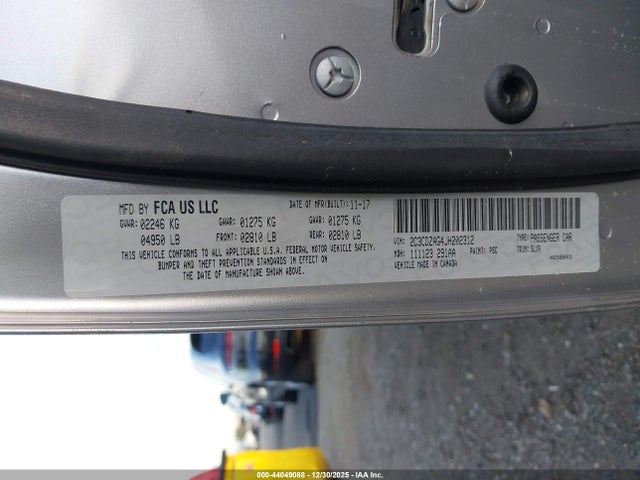 MFD BY FCA US LLC
DATE OF MFR(BUILT): 11-17
GVWR: 02246 KG
GAWR: 01275 KG
GAWR: 01275 KG
04950 LB
FRONT: 02810 LB
REAR: 02810 LB
THIS VEHICLE CONFORMS TO ALL APPLICABLE U.S.A. FEDERAL MOTOR VEHICLE SAFETY,
BUMPER AND THEFT PREVENTION STANDARDS IN EFFECT ON
THE DATE OF MANUFACTURE SHOWN ABOVE.
VIN: 2C3CDZAG4JH202312
TYPE: PASSENGER CAR
MDH: 111123 291AA
PAINT: PSC
TRIM: SLVR
VEHICLE MADE IN CANADA
000-44049088 - 12/30/2025 - IAA Inc.